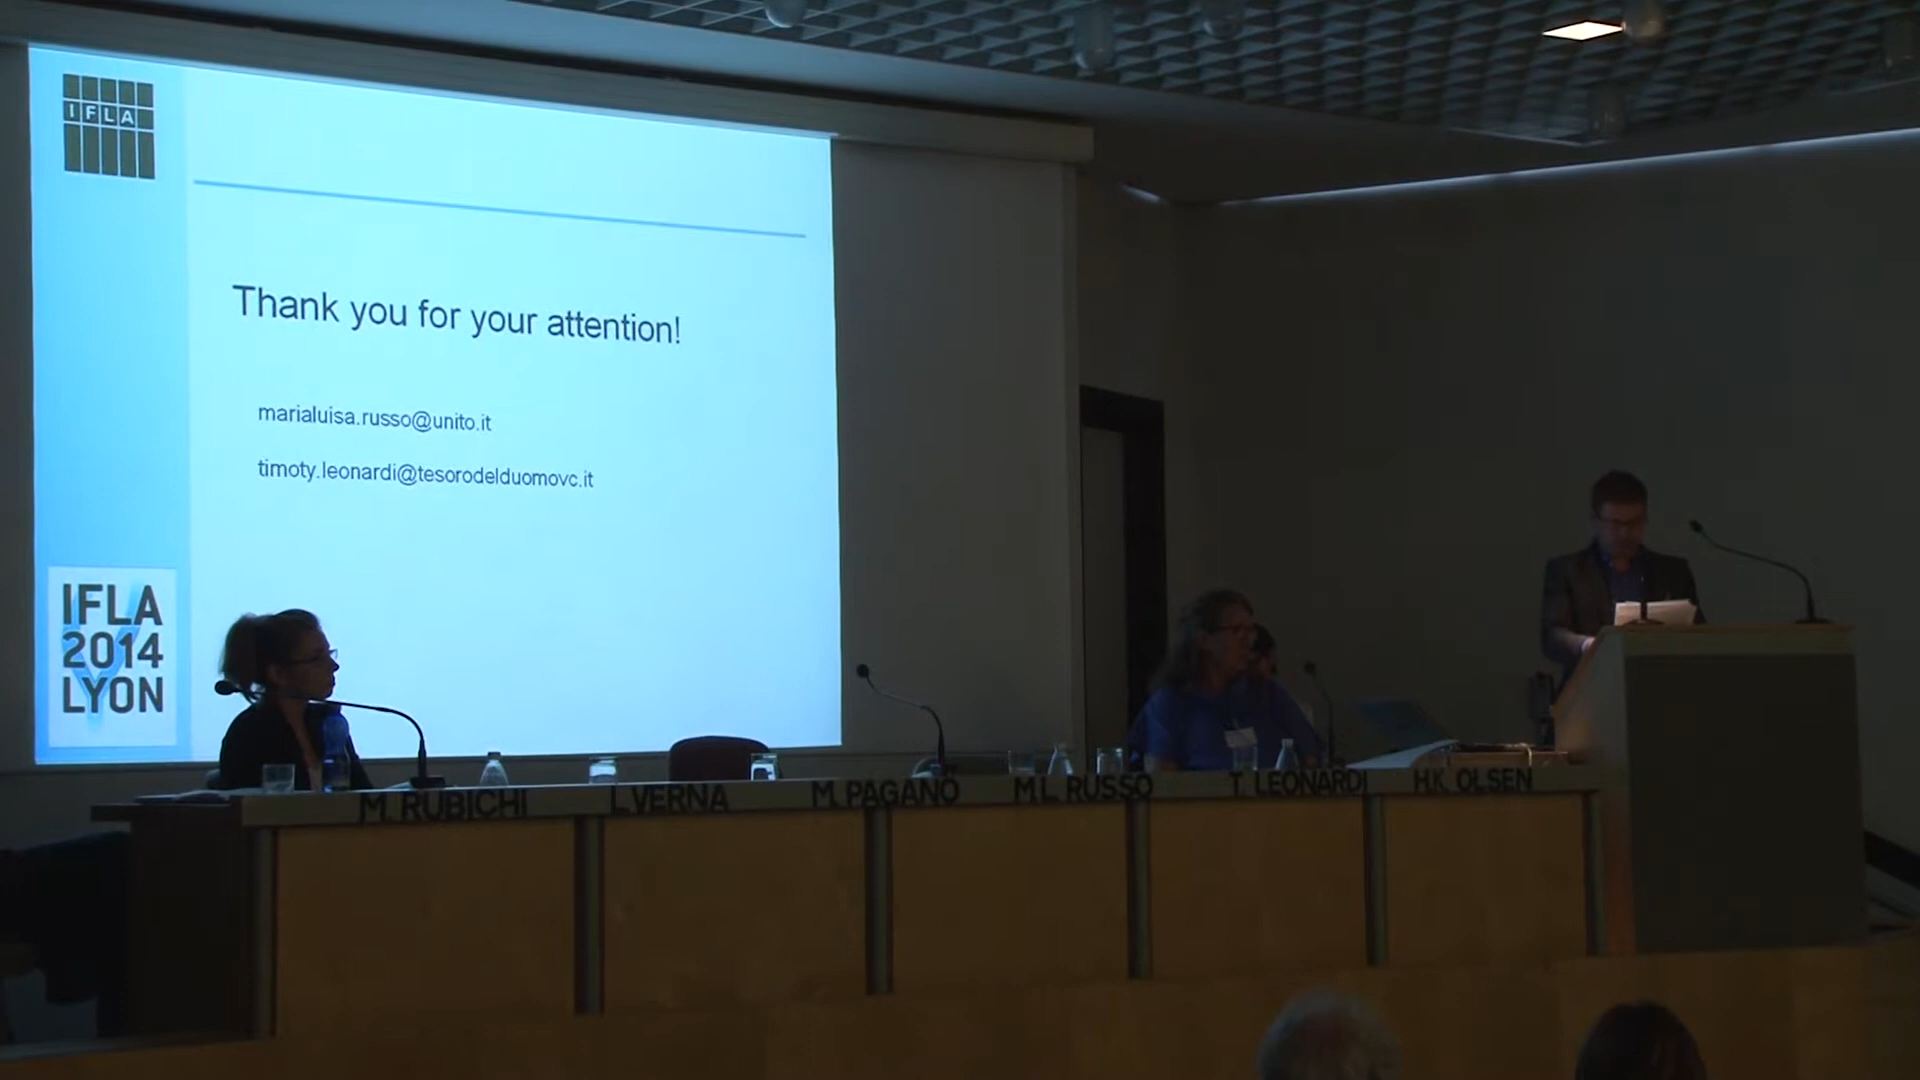 IFLA
Thank you for your attention!
marialuisa.russo@unito.it
timoty.leonardi@tesorodelduomovc.it
IFLA
2014
LYON
M. RUBICHI
L.VERNA
M. PAGANO
M.L. RUSSO
T. LEONARDI
H.K. OLSEN